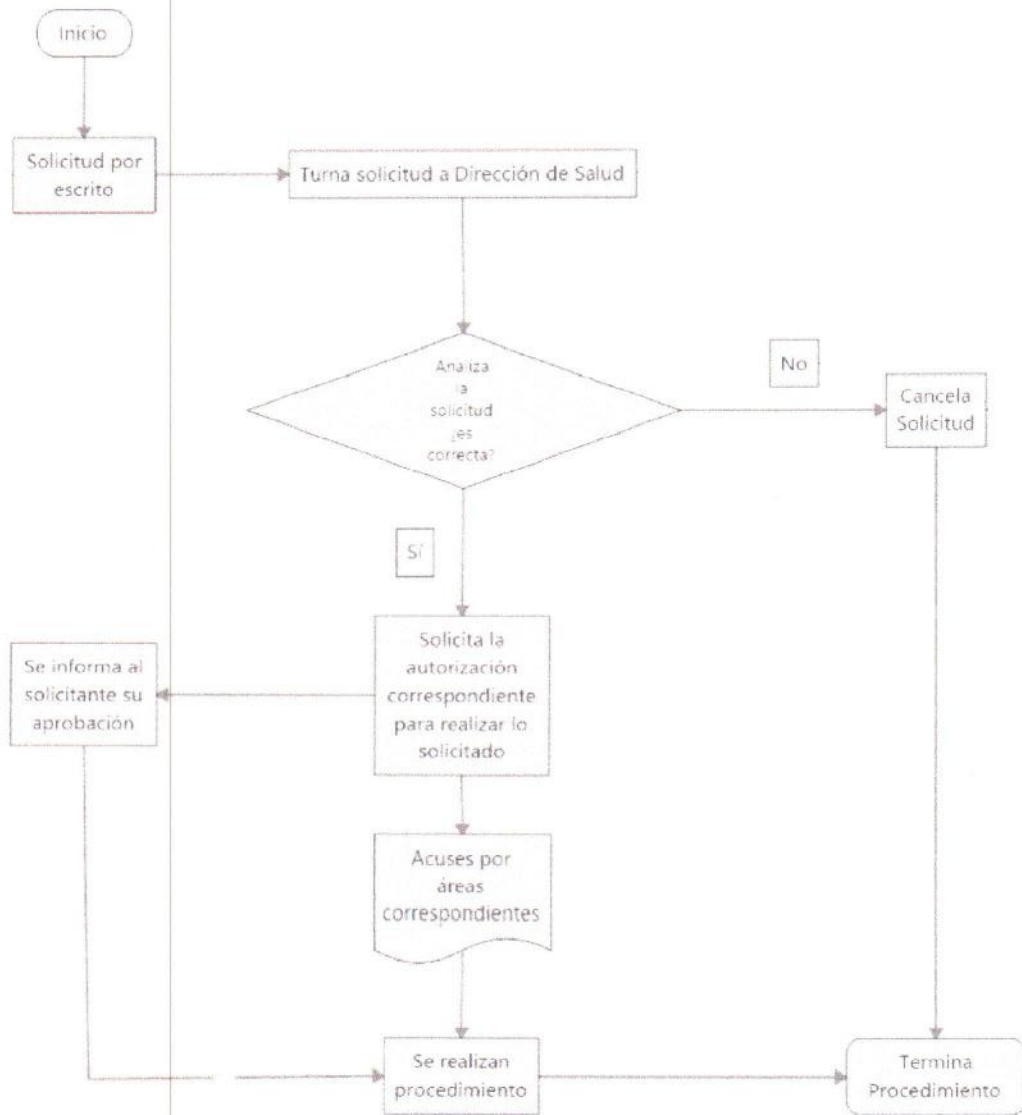 Inicio
Solicitud por
escrito
Turna solicitud a Dirección de Salud
Analiza
la
solicitud
¿es
correcta?
No
Cancela
Solicitud
Sí
Solicita la
autorización
correspondiente
para realizar lo
solicitado
Se informa al
solicitante su
aprobación
Acuses por
áreas
correspondientes
Se realizan
procedimiento
Termina
Procedimiento